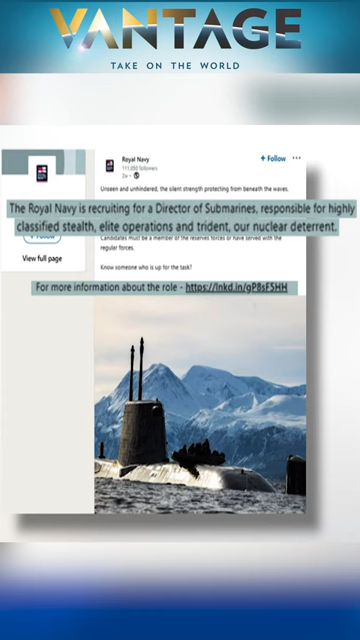 VANTAGE
TAKE ON THE WORLD
Royal Navy
+ Follow ...
Unseen and unhindered, the silent strength protecting from beneath the waves.
The Royal Navy is recruiting for a Director of Submarines, responsible for highly
classified stealth, elite operations and trident, our nuclear deterrent.
+ Follow
Candidates must be a member of the reserves forces or have served with the
regular forces.
View full page
Know someone who is up for the task?
For more information about the role - https://lnkd.in/gP8sF5HH